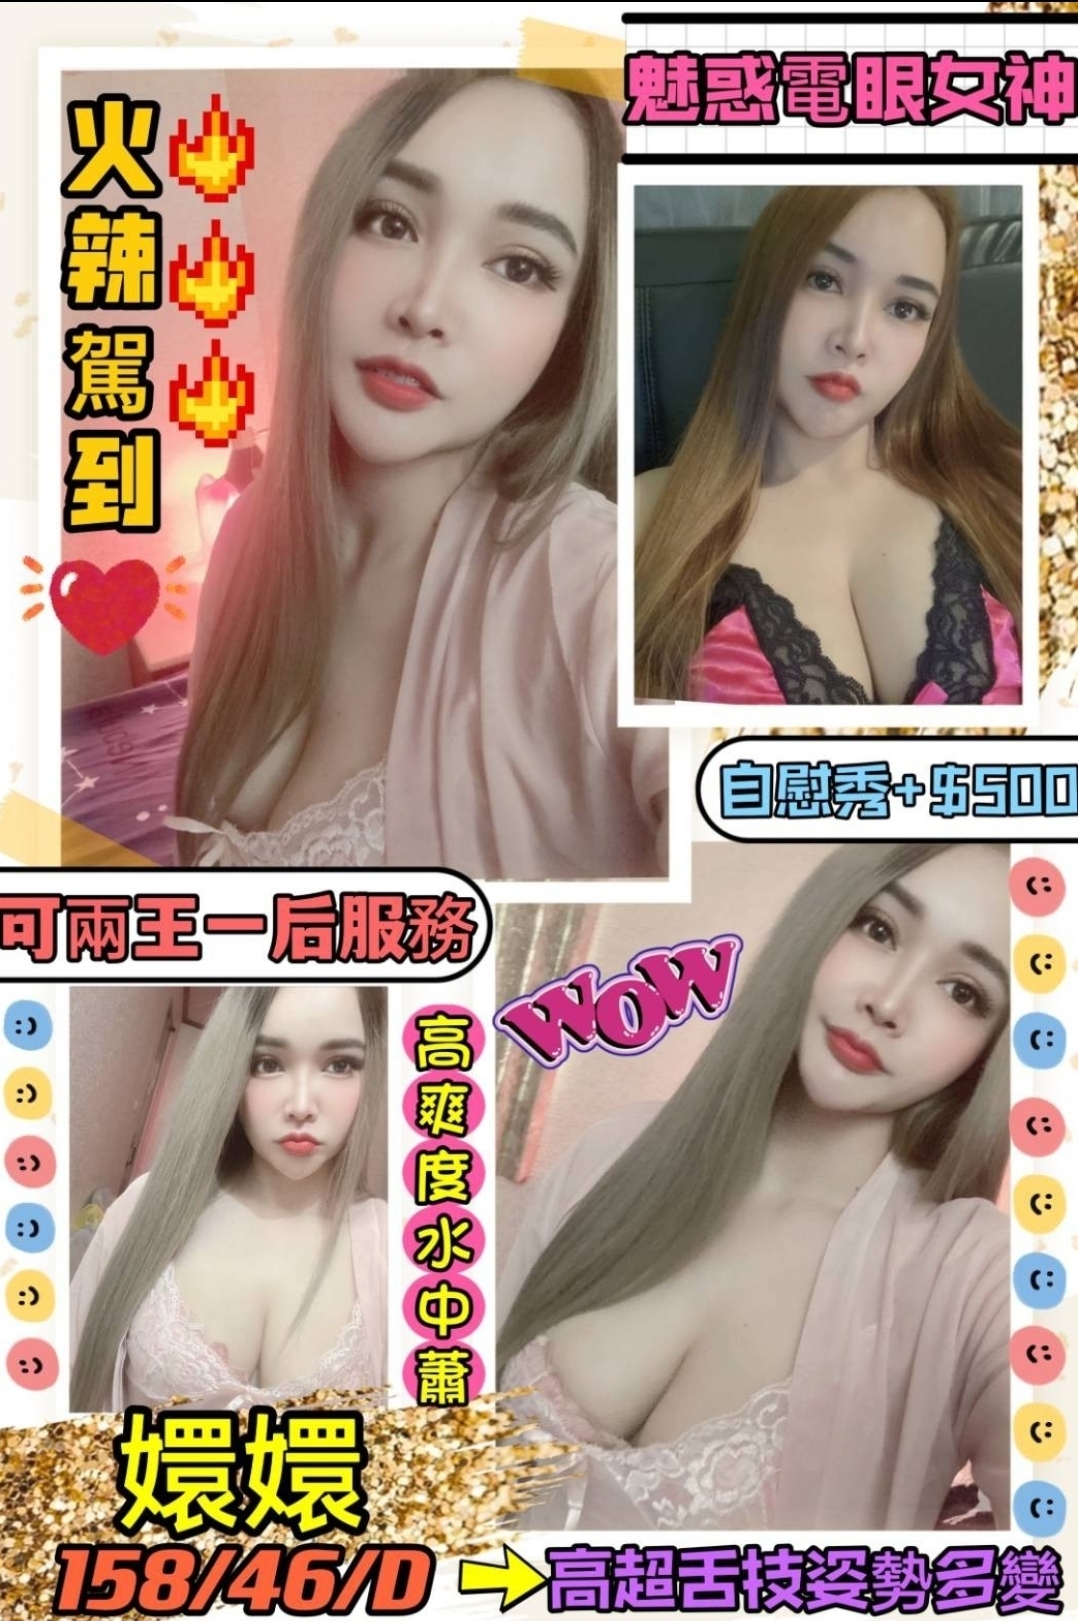 魅惑電眼女神
火辣駕到
自慰秀+$500
可兩王一后服務
WOW
高爽度水中蕭
嬛嬛
158/46/D
高超舌技姿勢多變